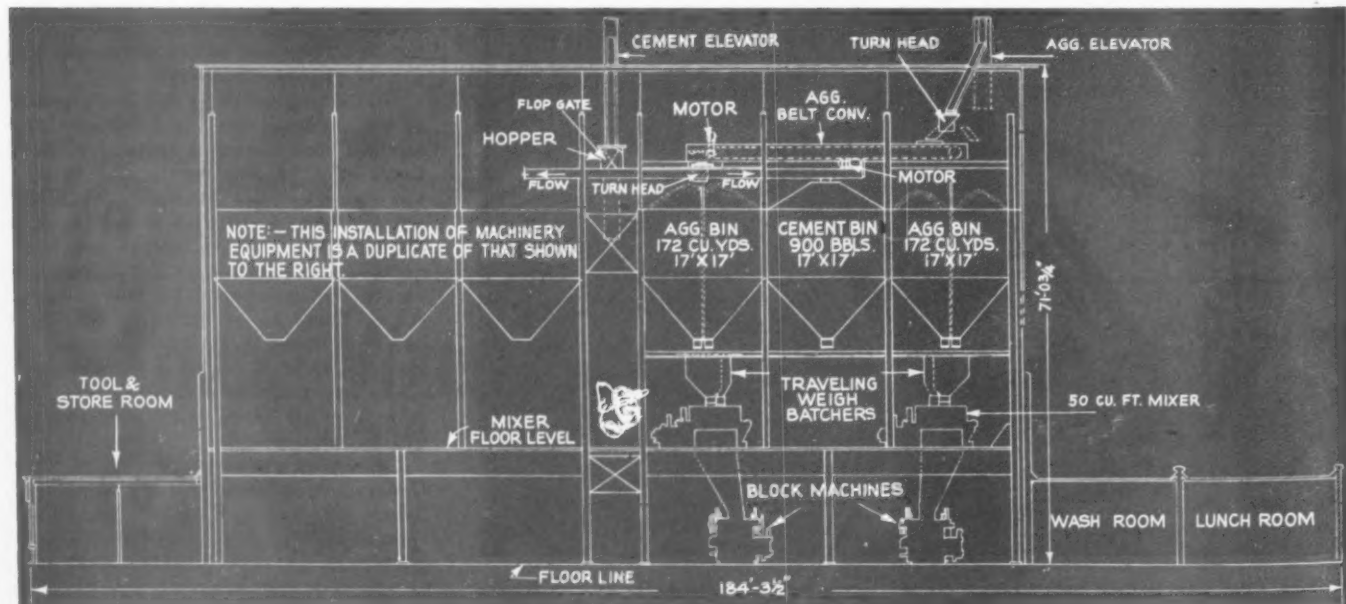 CEMENT ELEVATOR
TURN HEAD
AGG. ELEVATOR
FLOP GATE
MOTOR
AGG.
BELT CONV.
HOPPER
FLOW
TURN HEAD
FLOW
MOTOR
NOTE:- THIS INSTALLATION OF MACHINERY
EQUIPMENT IS A DUPLICATE OF THAT SHOWN
TO THE RIGHT.
AGG. BIN
172 CU. YDS.
17' X 17'
CEMENT BIN
900 BBLS.
17' X 17'
AGG. BIN
172 CU. YDS.
17' X 17'
71'-0¾"
TOOL &
STORE ROOM
TRAVELING
WEIGH
BATCHERS
50 CU. FT. MIXER
MIXER
FLOOR LEVEL
BLOCK MACHINES
WASH ROOM
LUNCH ROOM
FLOOR LINE
184'-3½"